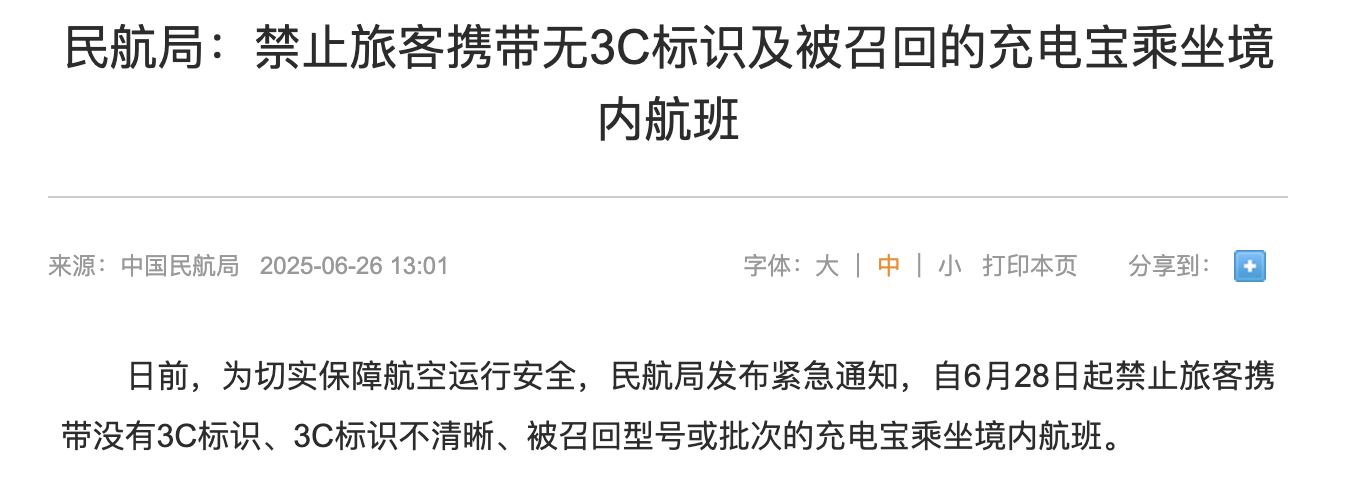 民航局：禁止旅客携带无3C标识及被召回的充电宝乘坐境
内航班
来源：中国民航局 2025-06-26 13:01 字体：大 | 中 | 小 打印本页 分享到：
日前，为切实保障航空运行安全，民航局发布紧急通知，自6月28日起禁止旅客携
带没有3C标识、3C标识不清晰、被召回型号或批次的充电宝乘坐境内航班。